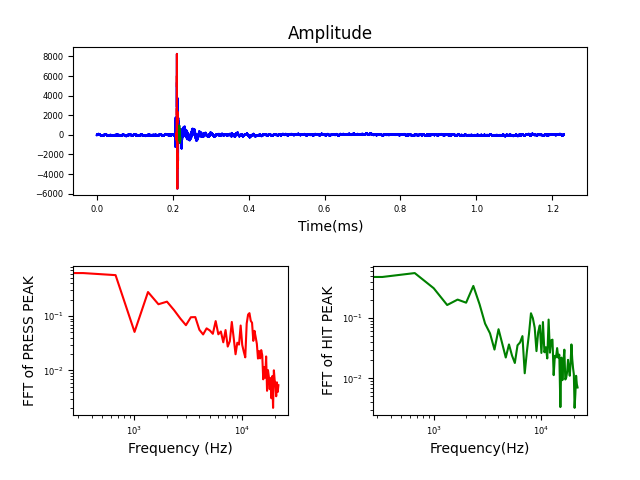 Amplitude
8000
6000
4000
2000
0
−2000
−4000
−6000
0.0 0.2 0.4 0.6 0.8 1.0 1.2
Time(ms)
FFT of PRESS PEAK
10⁻¹
10⁻²
10³ 10⁴
Frequency (Hz)
FFT of HIT PEAK
10⁻¹
10⁻²
10³ 10⁴
Frequency(Hz)